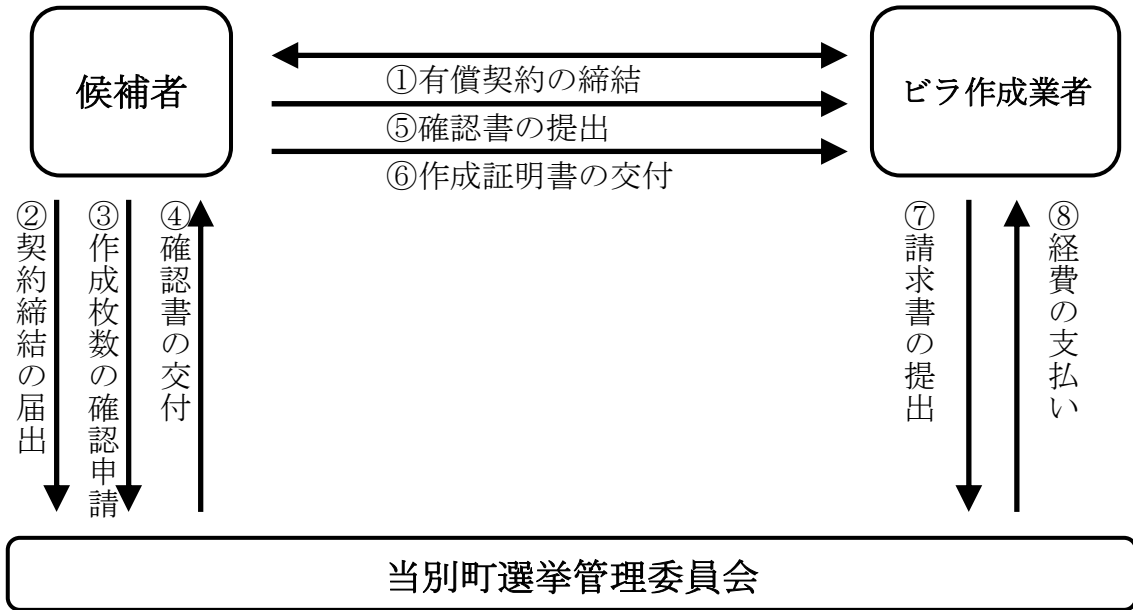 候補者
ビラ作成業者
①有償契約の締結
⑤確認書の提出
⑥作成証明書の交付
②契約締結の届出
③作成枚数の確認申請
④確認書の交付
⑦請求書の提出
⑧経費の支払い
当別町選挙管理委員会